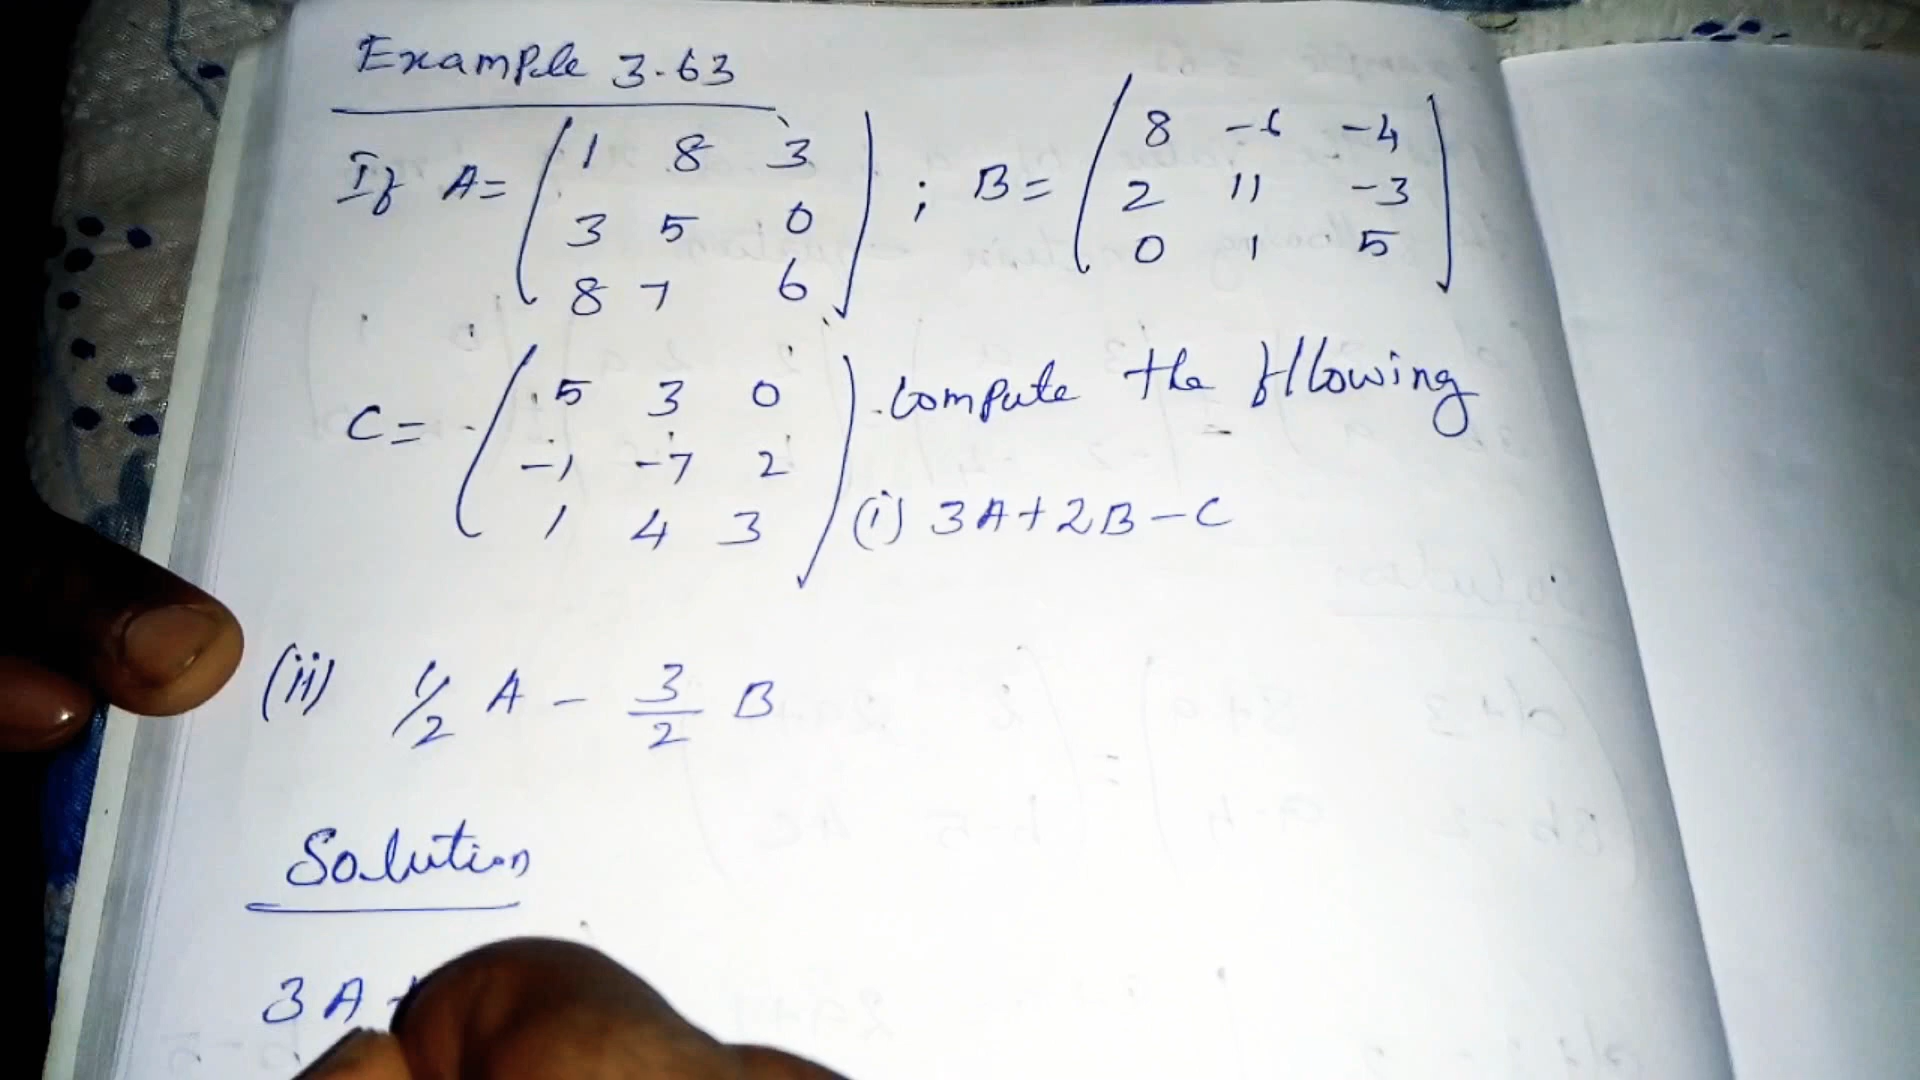 Example 3.63
If A = ( 1 8 3 ; B = ( 8 -6 -4
3 5 0 2 11 -3
8 7 6 ) 0 1 5 )
C = ( 5 3 0 compute the fllowing
-1 -7 2
1 4 3 ) (i) 3A + 2B - C
(ii) 1/2 A - 3/2 B
Solution
3A +